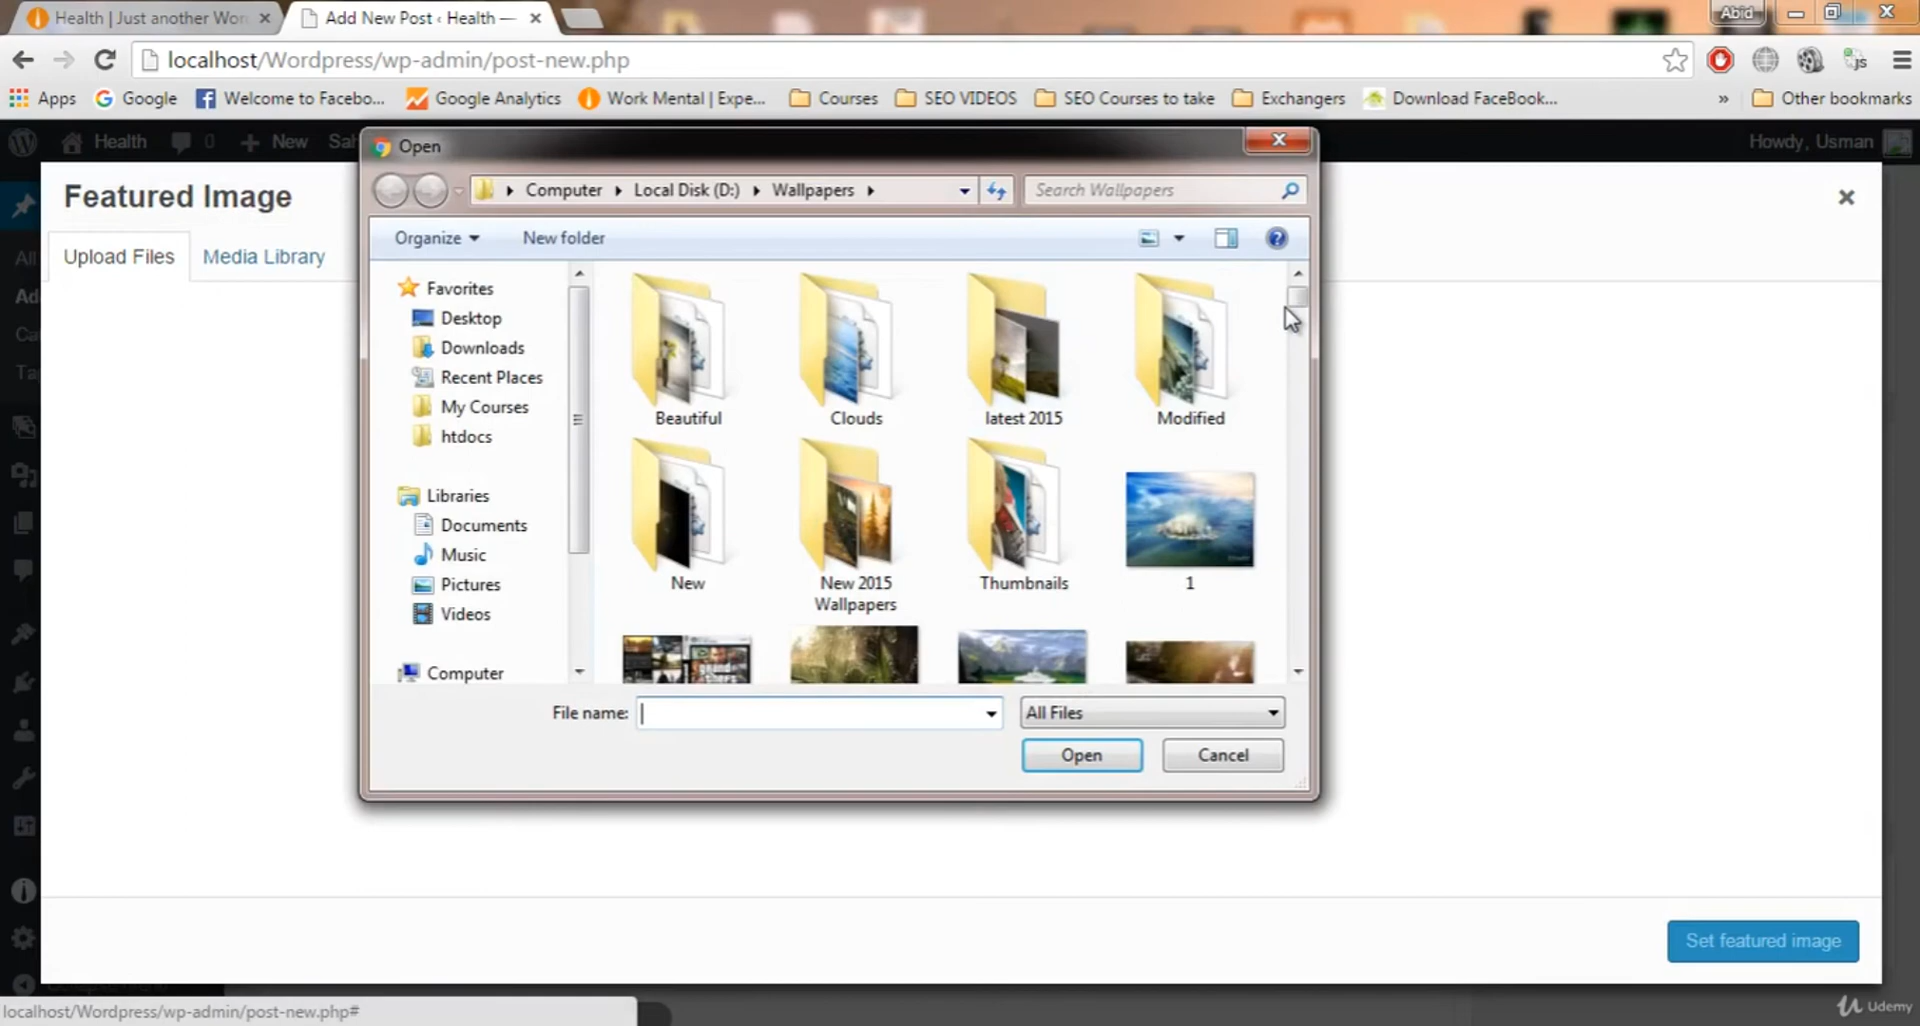 Health | Just another Wor
Add New Post ‹ Health —
Abid
localhost/Wordpress/wp-admin/post-new.php
js
Apps
Google
Welcome to Facebo...
Google Analytics
Work Mental | Expe...
Courses
SEO VIDEOS
SEO Courses to take
Exchangers
Download FaceBook...
»
Other bookmarks
Health
0
New
Howdy, Usman
Open
Featured Image
Computer
Local Disk (D:)
Wallpapers
Search Wallpapers
Upload Files
Media Library
Organize
New folder
Favorites
Desktop
Downloads
Recent Places
My Courses
htdocs
Libraries
Documents
Music
Pictures
Videos
Computer
Beautiful
Clouds
latest 2015
Modified
New
New 2015
Wallpapers
Thumbnails
1
File name:
All Files
Open
Cancel
Set featured image
localhost/Wordpress/wp-admin/post-new.php#
Udemy